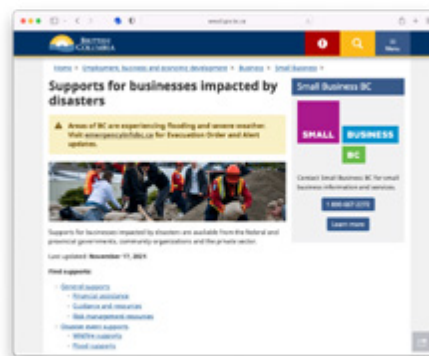 BRITISH
COLUMBIA
Menu
Home
Employment, business and economic development
Business
Small Business
Supports for businesses impacted by
disasters
Areas of BC are experiencing flooding and severe weather.
Visit emergencyinfobc.ca for Evacuation Order and Alert
updates.
Supports for businesses impacted by disasters are available from the federal and
provincial governments, community organizations and the private sector.
Last updated: November 17, 2021
Find supports:
General supports
Financial assistance
Guidance and resources
Risk management resources
Disaster event supports
Wildfire supports
Flood supports
Small Business BC
SMALL
BUSINESS
BC
Contact Small Business BC for small
business information and services.
Learn more